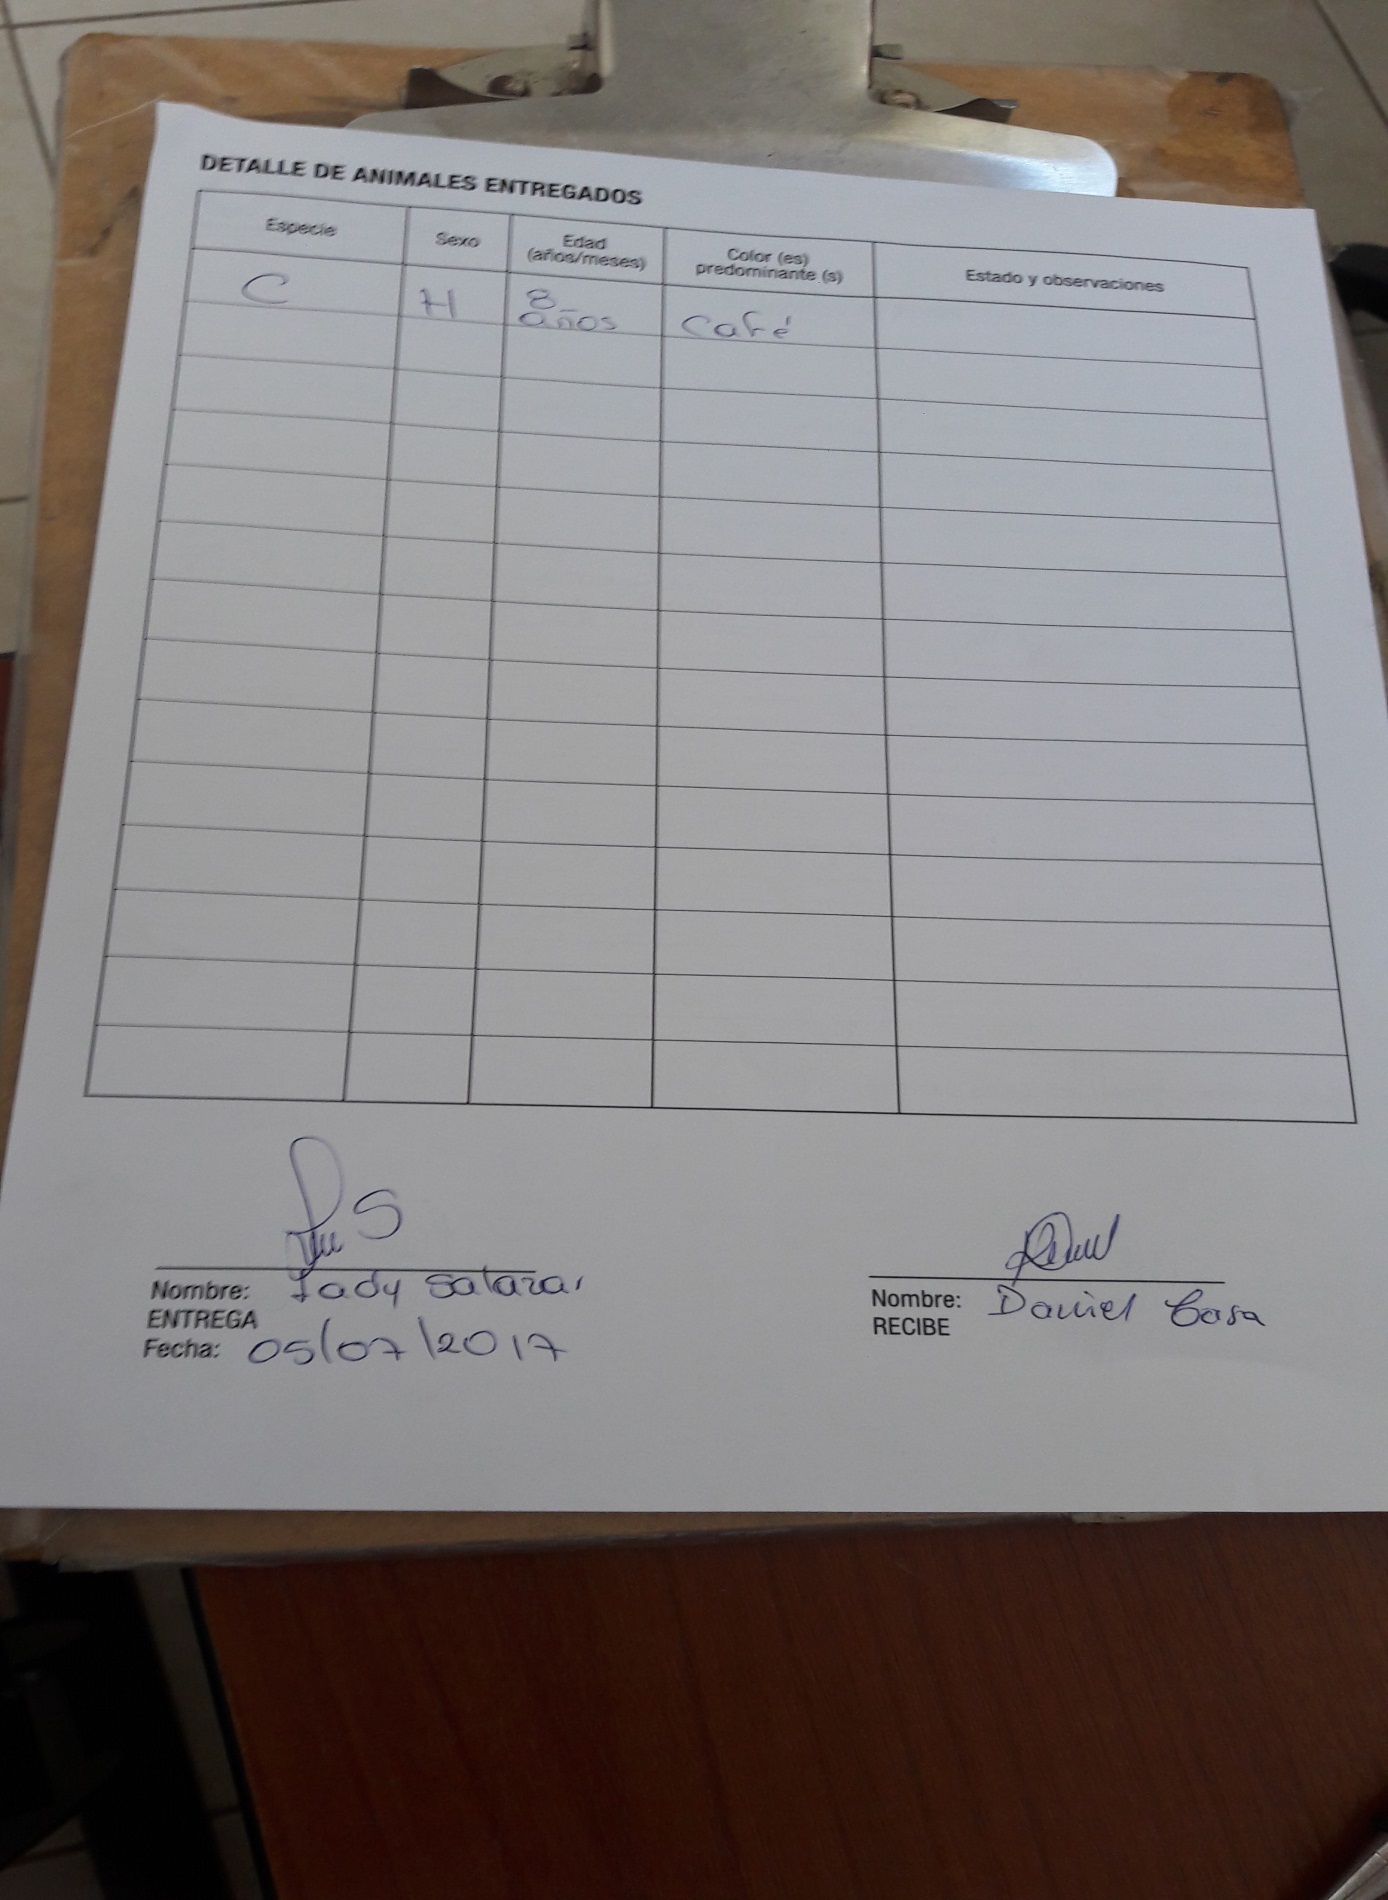 DETALLE DE ANIMALES ENTREGADOS
Especie Sexo Edad (años/meses) Color (es) predominante (s) Estado y observaciones
C H 8 años Café
Nombre: Lady Salazar
ENTREGA
Fecha: 05/07/2017
Nombre: Daniel Casa
RECIBE